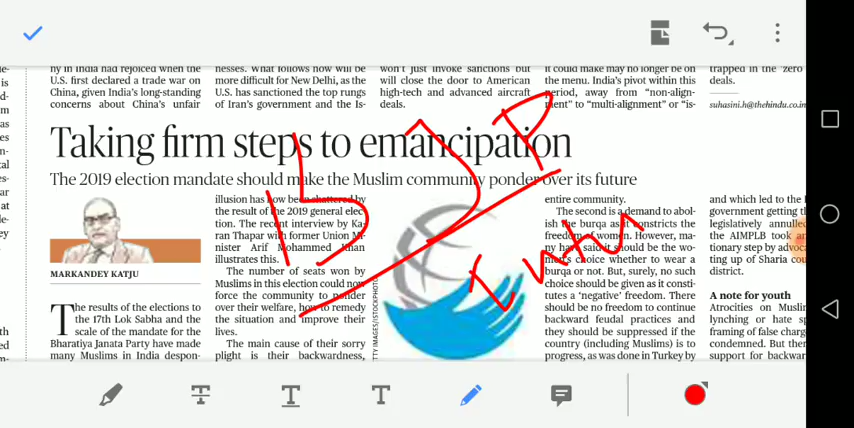 ny in India had rejoiced when the
U.S. first declared a trade war on
China, given India's long-standing
concerns about China's unfair
nesses. What follows now will be
more difficult for New Delhi, as the
U.S. has sanctioned the top rungs
of Iran's government and the Is-
won't just invoke sanctions but
will close the door to American
high-tech and advanced aircraft
deals.
it could make may no longer be on
the menu. India's pivot within this
period, away from "non-align-
ment" to "multi-alignment" or "is-
trapped in the 'zero
deals.
suhasini.h@thehindu.co.in
Taking firm steps to emancipation
The 2019 election mandate should make the Muslim community ponder over its future
MARKANDEY KATJU
The results of the elections to
the 17th Lok Sabha and the
scale of the mandate for the
Bharatiya Janata Party have made
many Muslims in India despon-
illusion has now been shattered by
the result of the 2019 general elec-
tion. The recent interview by Ka-
ran Thapar with former Union Mi-
nister Arif Mohammed Khan
illustrates this.
The number of seats won by
Muslims in this election could now
force the community to ponder
over their welfare, how to remedy
the situation and improve their
lives.
The main cause of their sorry
plight is their backwardness,
GETTY IMAGES/ISTOCKPHOTO
BJP
entire community.
The second is a demand to abol-
ish the burqa as it constricts the
freedom of women. However, ma-
ny have said it should be the wo-
men's choice whether to wear a
burqa or not. But, surely, no such
choice should be given as it consti-
tutes a 'negative' freedom. There
should be no freedom to continue
backward feudal practices and
they should be suppressed if the
country (including Muslims) is to
progress, as was done in Turkey by
and which led to the
government getting th
legislatively annulled
the AIMPLB took an
tionary step by advoca
ting up of Sharia cou
district.
A note for youth
Atrocities on Muslim
lynching or hate sp
framing of false charge
condemned. But then
support for backwar